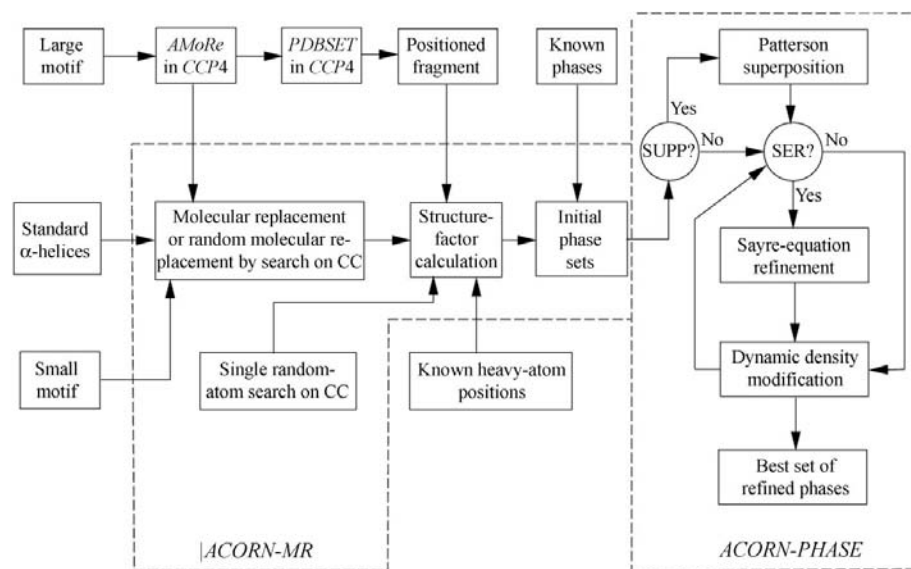 Large
motif
AMoRe
in CCP4
PDBSET
in CCP4
Positioned
fragment
Known
phases
Patterson
superposition
Yes
SUPP?
No
SER?
No
Yes
Standard
α-helices
Molecular replacement
or random molecular re-
placement by search on CC
Structure-
factor
calculation
Initial
phase
sets
Sayre-equation
refinement
Small
motif
Single random-
atom search on CC
Known heavy-atom
positions
Dynamic density
modification
Best set of
refined phases
|ACORN-MR
ACORN-PHASE